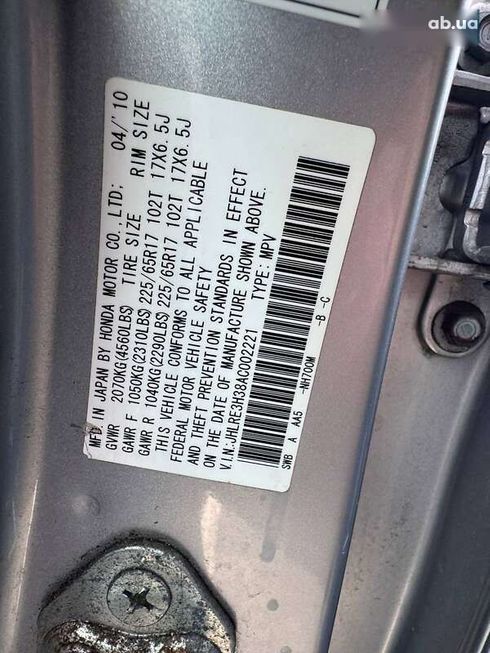 ab.ua
MFD. IN JAPAN BY HONDA MOTOR CO., LTD: 04/'10
GVWR 2070KG(4560LBS) TIRE SIZE RIM SIZE
GAWR F 1050KG(2310LBS) 225/65R17 102T 17X6.5J
GAWR R 1040KG(2290LBS) 225/65R17 102T 17X6.5J
THIS VEHICLE CONFORMS TO ALL APPLICABLE
FEDERAL MOTOR VEHICLE SAFETY
AND THEFT PREVENTION STANDARDS IN EFFECT
ON THE DATE OF MANUFACTURE SHOWN ABOVE.
V.I.N:JHLRE3H38AC002221 TYPE: MPV
SWB A AA5 -NH700M -B -C